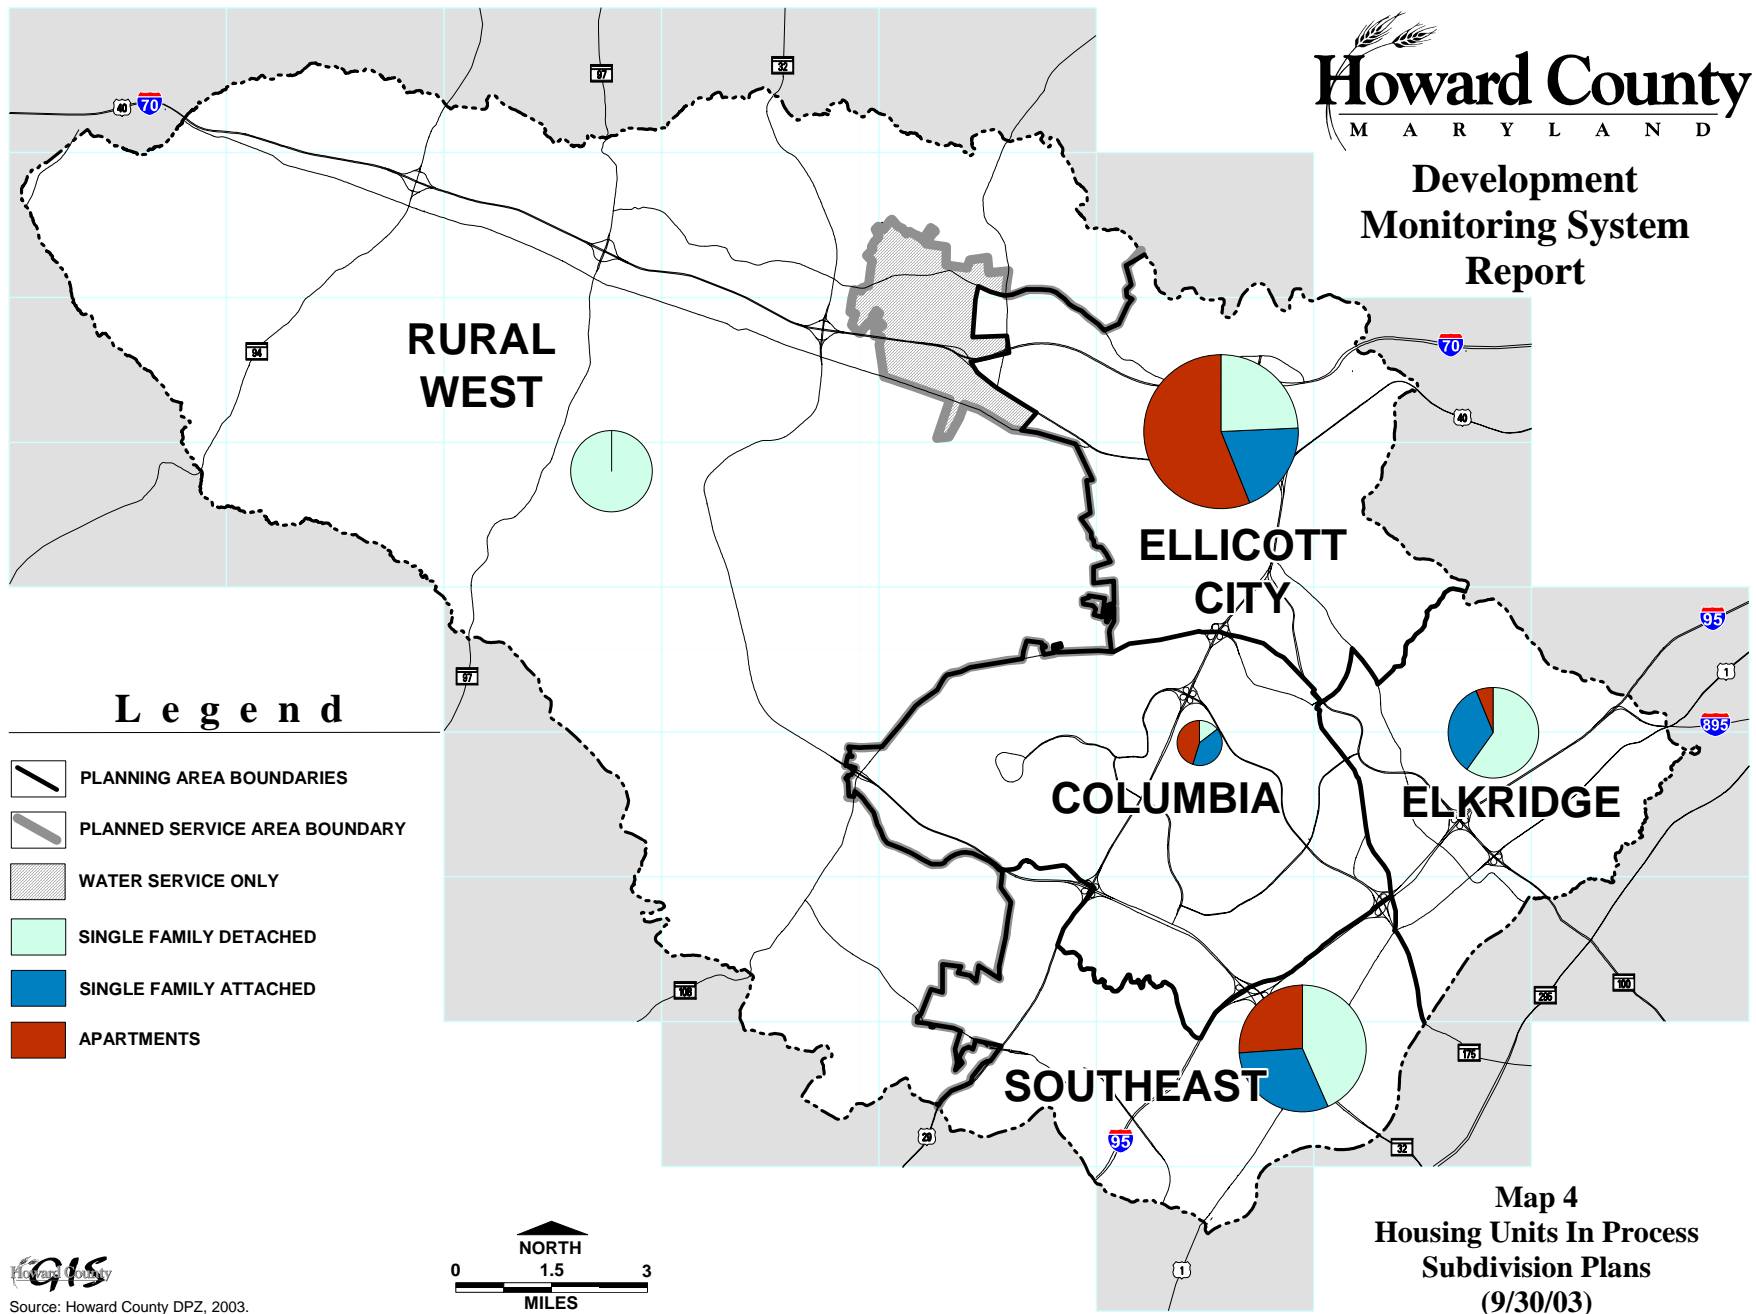 Howard County
MARYLAND
Development
Monitoring System
Report
40
70
97
32
94
RURAL
WEST
70
40
ELLICOTT
CITY
95
1
97
895
Legend
PLANNING AREA BOUNDARIES
PLANNED SERVICE AREA BOUNDARY
WATER SERVICE ONLY
SINGLE FAMILY DETACHED
SINGLE FAMILY ATTACHED
APARTMENTS
COLUMBIA
ELKRIDGE
108
100
295
175
SOUTHEAST
29
95
32
1
Map 4
Housing Units In Process
Subdivision Plans
(9/30/03)
NORTH
0 1.5 3
MILES
GIS
Howard County
Source: Howard County DPZ, 2003.